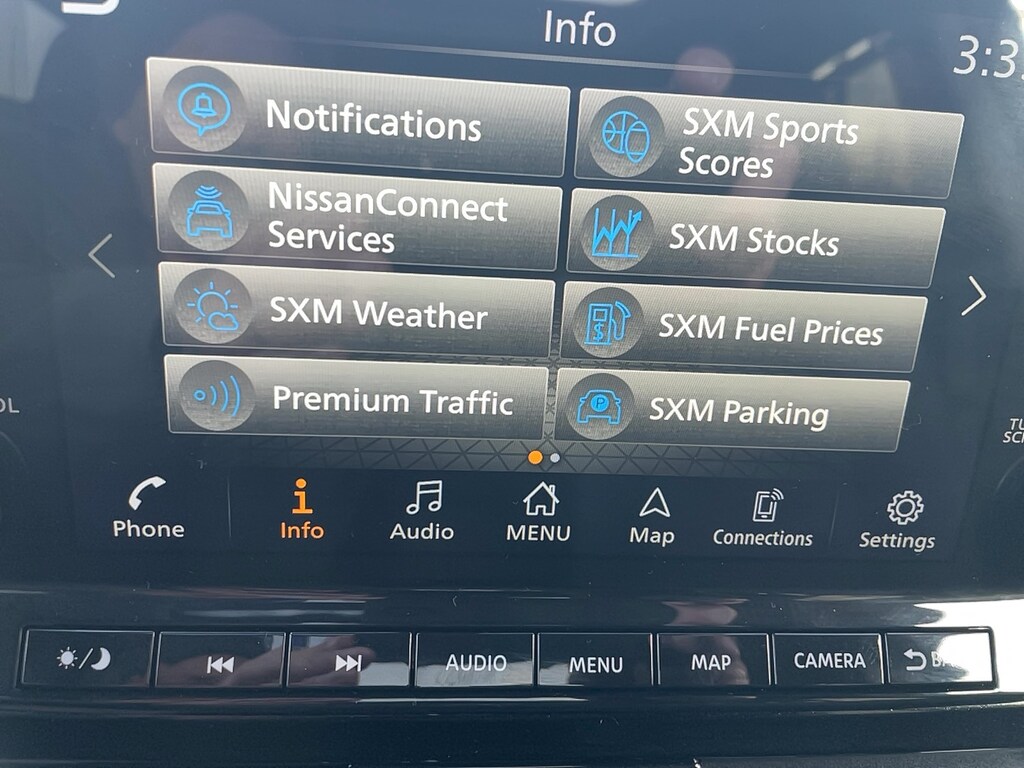 Info
3:3
Notifications
SXM Sports
Scores
NissanConnect
Services
SXM Stocks
SXM Weather
SXM Fuel Prices
Premium Traffic
SXM Parking
Phone
Info
Audio
MENU
Map
Connections
Settings
AUDIO
MENU
MAP
CAMERA